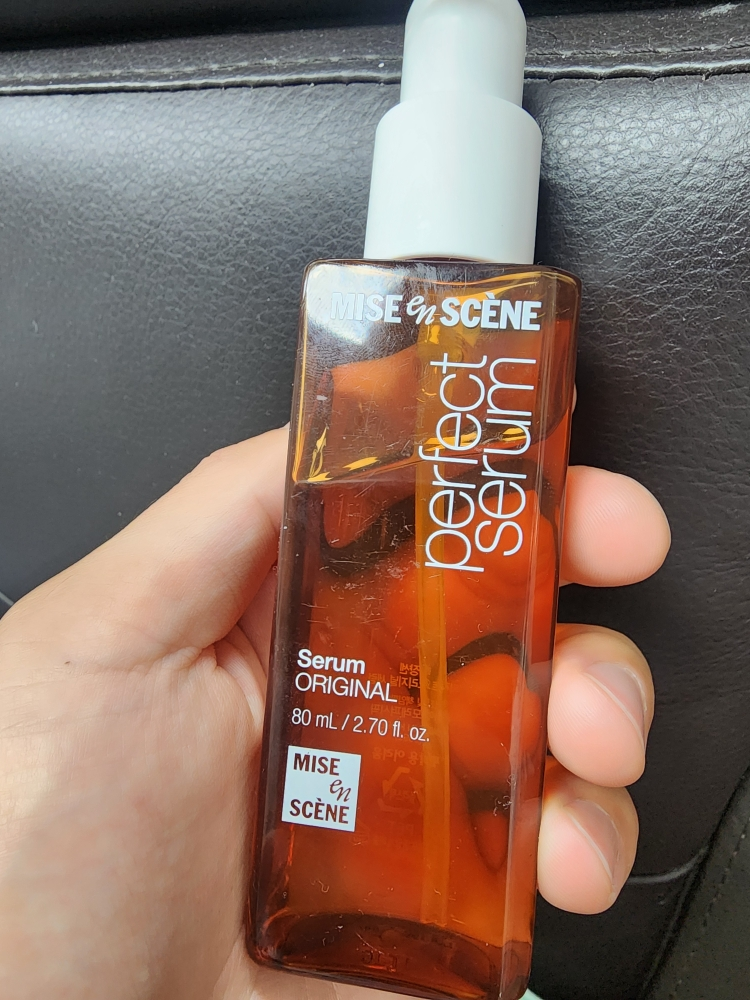 MISE en SCÈNE
perfect
serum
Serum
ORIGINAL
80 mL / 2.70 fl. oz.
MISE
en
SCÈNE